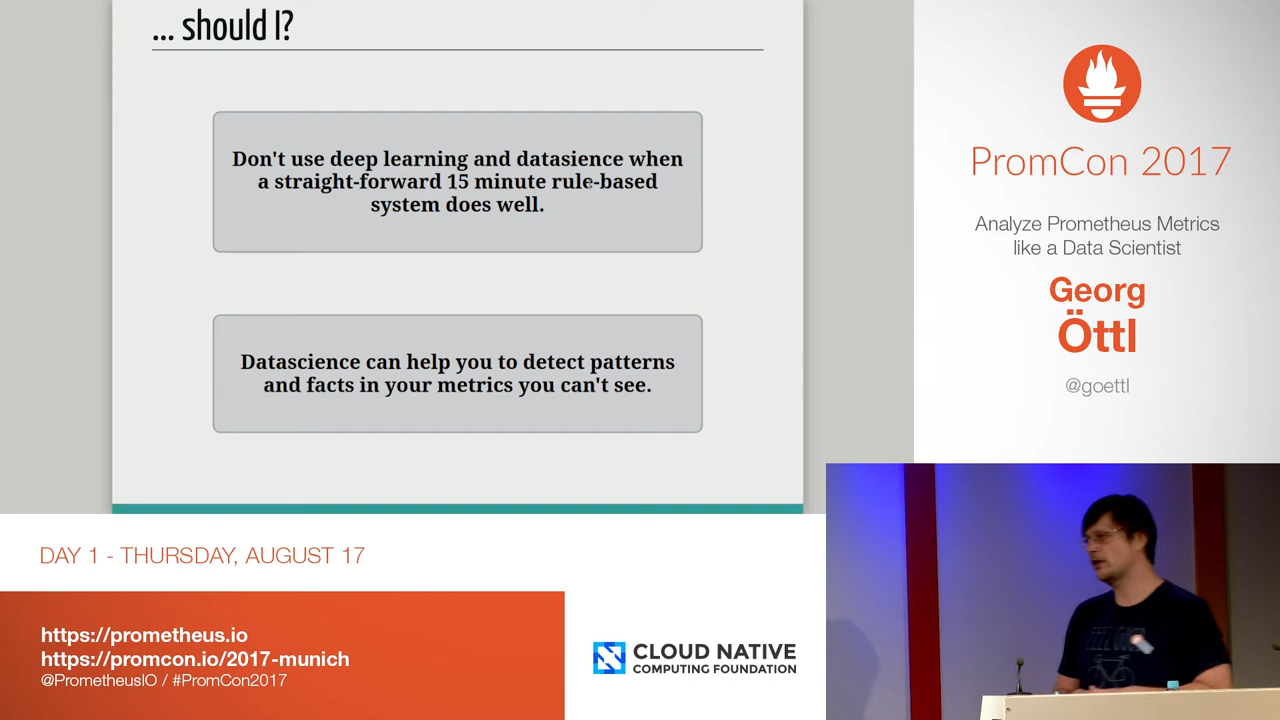 ... should I?
Don't use deep learning and datasience when
a straight-forward 15 minute rule-based
system does well.
Datascience can help you to detect patterns
and facts in your metrics you can't see.
PromCon 2017
Analyze Prometheus Metrics
like a Data Scientist
Georg
Öttl
@goettl
DAY 1 - THURSDAY, AUGUST 17
https://prometheus.io
https://promcon.io/2017-munich
@PrometheusIO / #PromCon2017
CLOUD NATIVE
COMPUTING FOUNDATION